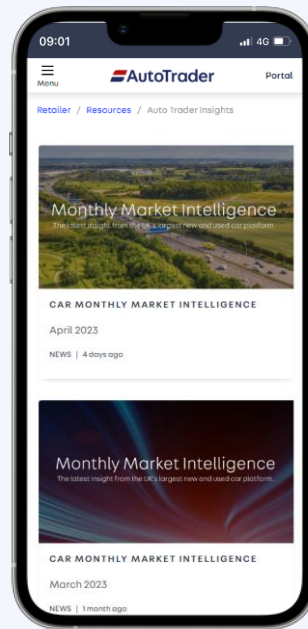 09:01
4G
Menu
AutoTrader
Portal
Retailer / Resources / Auto Trader Insights
Monthly Market Intelligence
The latest insight from the UK's largest new and used car platform.
CAR MONTHLY MARKET INTELLIGENCE
April 2023
NEWS | 4 days ago
Monthly Market Intelligence
The latest insight from the UK's largest new and used car platform.
CAR MONTHLY MARKET INTELLIGENCE
March 2023
NEWS | 1 month ago